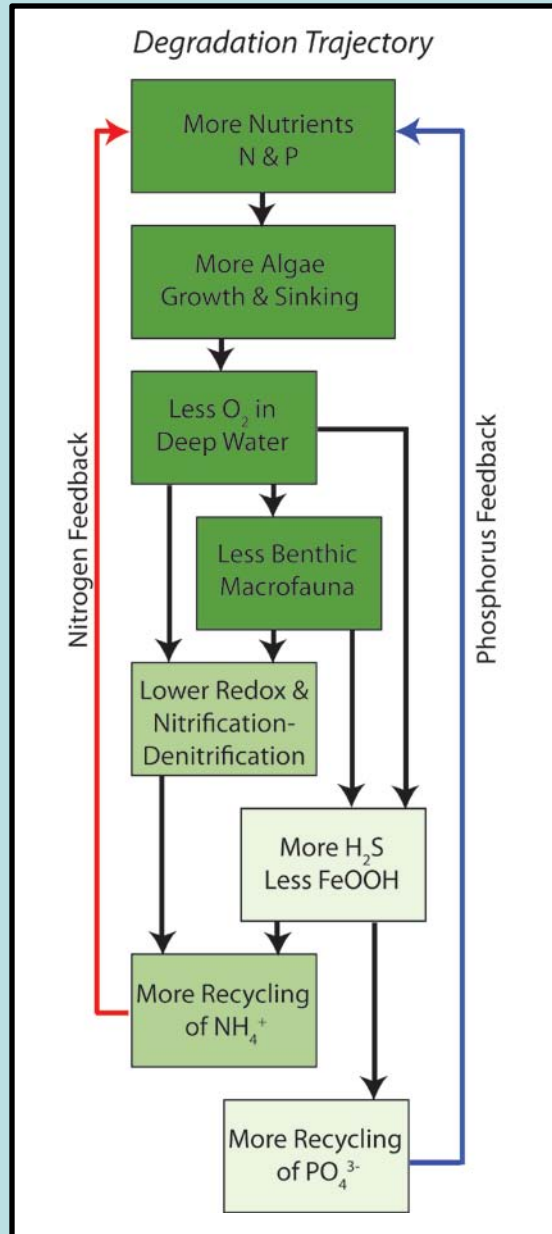 Degradation Trajectory
More Nutrients
N & P
More Algae
Growth & Sinking
Less O₂ in
Deep Water
Less Benthic
Macrofauna
Lower Redox &
Nitrification-
Denitrification
More H₂S
Less FeOOH
More Recycling
of NH₄⁺
More Recycling
of PO₄³⁻
Nitrogen Feedback
Phosphorus Feedback